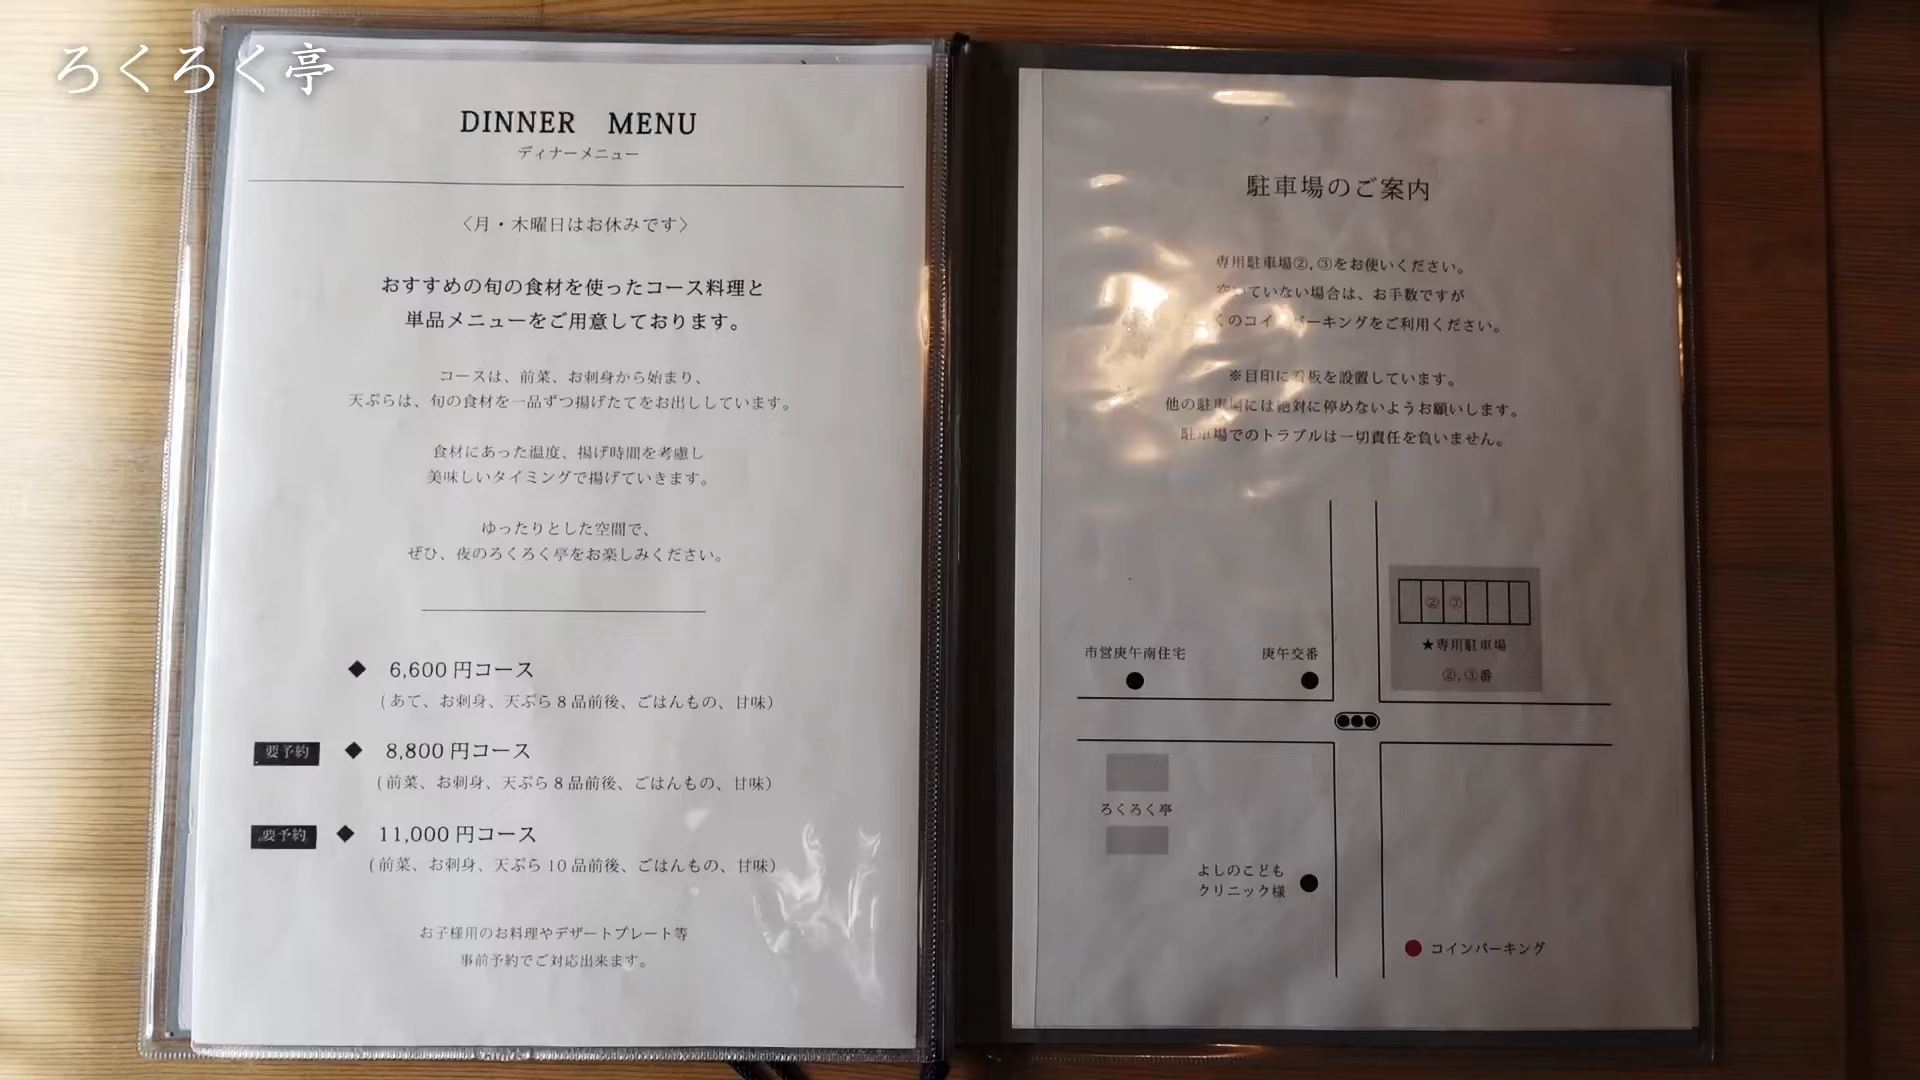 ろくろく亭
DINNER MENU
ディナーメニュー
〈月・木曜日はお休みです〉
おすすめの旬の食材を使ったコース料理と
単品メニューをご用意しております。
コースは、前菜、お刺身から始まり、
天ぷらは、旬の食材を一品ずつ揚げたてをお出ししています。
食材にあった温度、揚げ時間を考慮し
美味しいタイミングで揚げていきます。
ゆったりとした空間で、
ぜひ、夜のろくろく亭をお楽しみください。
◆ 6,600円コース
(あて、お刺身、天ぷら8品前後、ごはんもの、甘味)
要予約 ◆ 8,800円コース
(前菜、お刺身、天ぷら8品前後、ごはんもの、甘味)
要予約 ◆ 11,000円コース
(前菜、お刺身、天ぷら10品前後、ごはんもの、甘味)
お子様用のお料理やデザートプレート等
事前予約でご対応出来ます。
駐車場のご案内
専用駐車場②,③をお使いください。
空いていない場合は、お手数ですが
くのコインパーキングをご利用ください。
※目印に看板を設置しています。
他の駐車場には絶対に停めないようお願いします。
駐車場でのトラブルは一切責任を負いません。
② ③
★専用駐車場
②,③番
市営庚午南住宅
庚午交番
ろくろく亭
よしのこども
クリニック様
コインパーキング